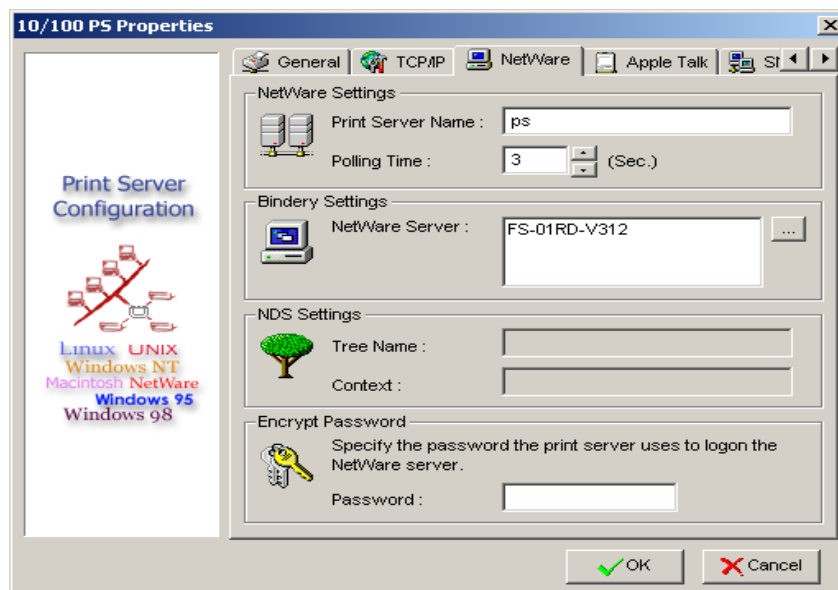 10/100 PS Properties
General
TCP/IP
NetWare
Apple Talk
Print Server
Configuration
Linux UNIX
Windows NT
Macintosh NetWare
Windows 95
Windows 98
NetWare Settings
Print Server Name : ps
Polling Time : 3 (Sec.)
Bindery Settings
NetWare Server : FS-01RD-V312
...
NDS Settings
Tree Name :
Context :
Encrypt Password
Specify the password the print server uses to logon the
NetWare server.
Password :
OK
Cancel